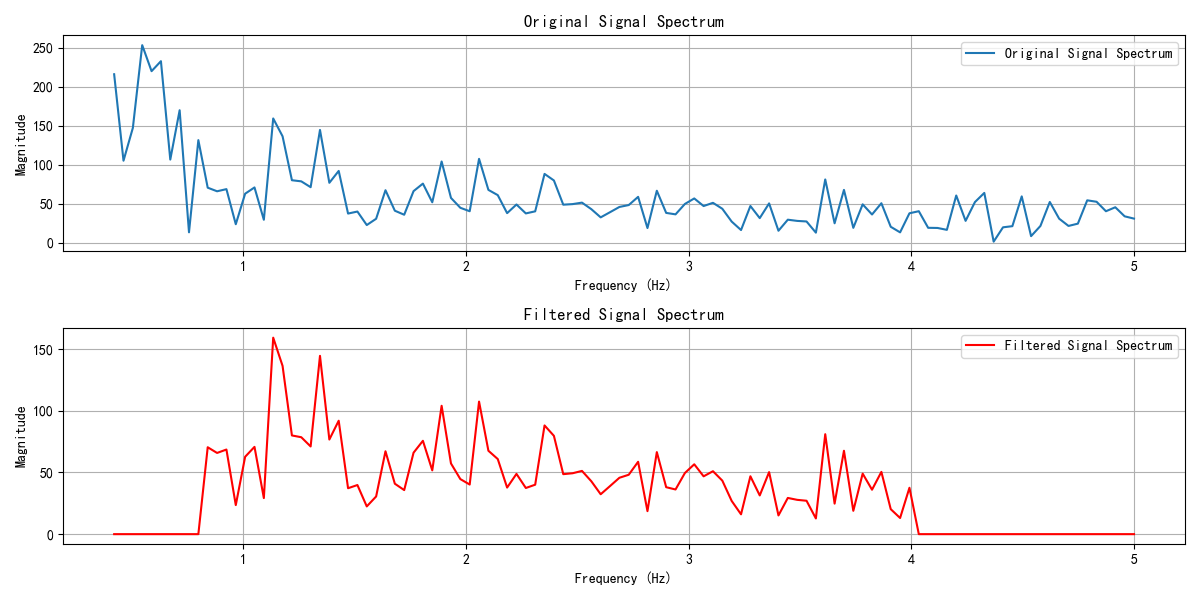 Original Signal Spectrum
Original Signal Spectrum
Magnitude
250
200
150
100
50
0
1
2
3
4
5
Frequency (Hz)
Filtered Signal Spectrum
Filtered Signal Spectrum
Magnitude
150
100
50
0
1
2
3
4
5
Frequency (Hz)